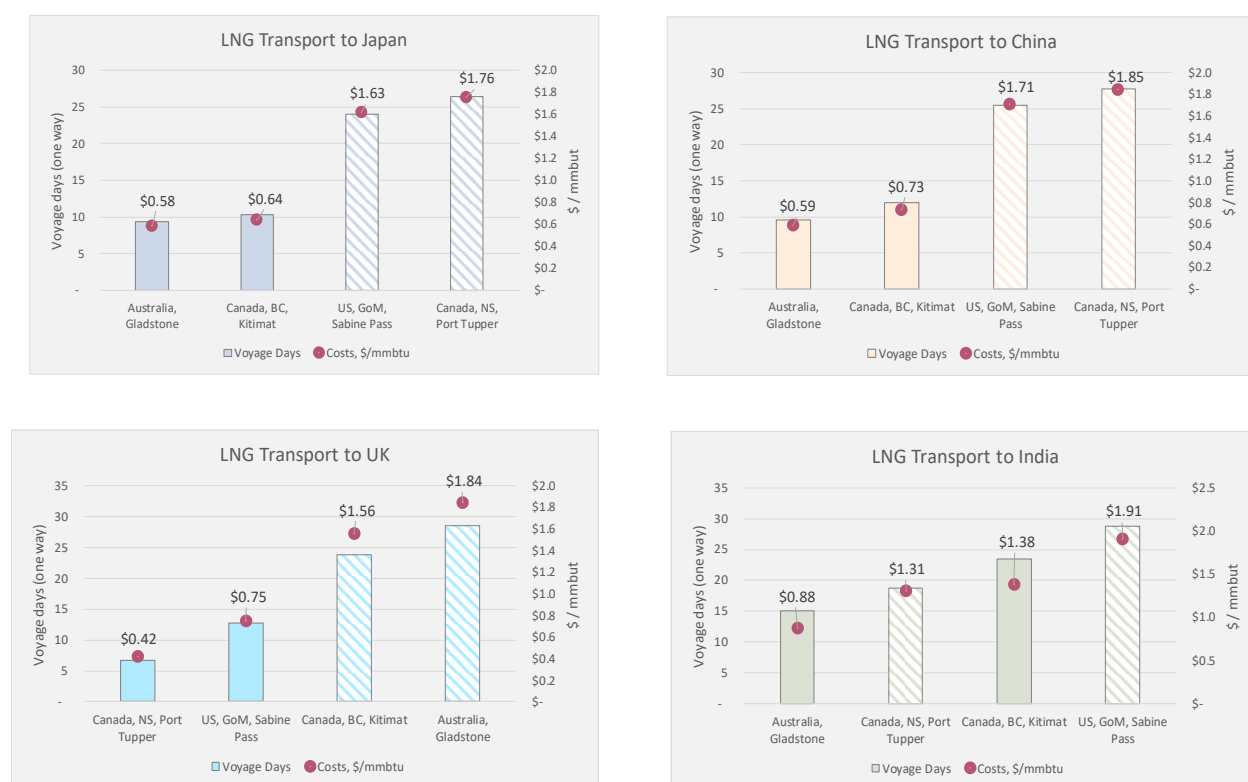 LNG Transport to Japan
$0.58
$0.64
$1.63
$1.76
30
25
20
15
10
5
-
$2.0
$1.8
$1.6
$1.4
$1.2
$1.0
$0.8
$0.6
$0.4
$0.2
$-
Voyage days (one way)
$ / mmbut
Australia, Gladstone
Canada, BC, Kitimat
US, GoM, Sabine Pass
Canada, NS, Port Tupper
Voyage Days
Costs, $/mmbtu
LNG Transport to China
$0.59
$0.73
$1.71
$1.85
30
25
20
15
10
5
-
$2.0
$1.8
$1.6
$1.4
$1.2
$1.0
$0.8
$0.6
$0.4
$0.2
$-
Voyage days (one way)
$ / mmbut
Australia, Gladstone
Canada, BC, Kitimat
US, GoM, Sabine Pass
Canada, NS, Port Tupper
Voyage Days
Costs, $/mmbtu
LNG Transport to UK
$0.42
$0.75
$1.56
$1.84
35
30
25
20
15
10
5
-
$2.0
$1.8
$1.6
$1.4
$1.2
$1.0
$0.8
$0.6
$0.4
$0.2
$-
Voyage days (one way)
$ / mmbut
Canada, NS, Port Tupper
US, GoM, Sabine Pass
Canada, BC, Kitimat
Australia, Gladstone
Voyage Days
Costs, $/mmbtu
LNG Transport to India
$0.88
$1.31
$1.38
$1.91
35
30
25
20
15
10
5
-
$2.5
$2.0
$1.5
$1.0
$0.5
$-
Voyage days (one way)
$ / mmbut
Australia, Gladstone
Canada, NS, Port Tupper
Canada, BC, Kitimat
US, GoM, Sabine Pass
Voyage Days
Costs, $/mmbtu